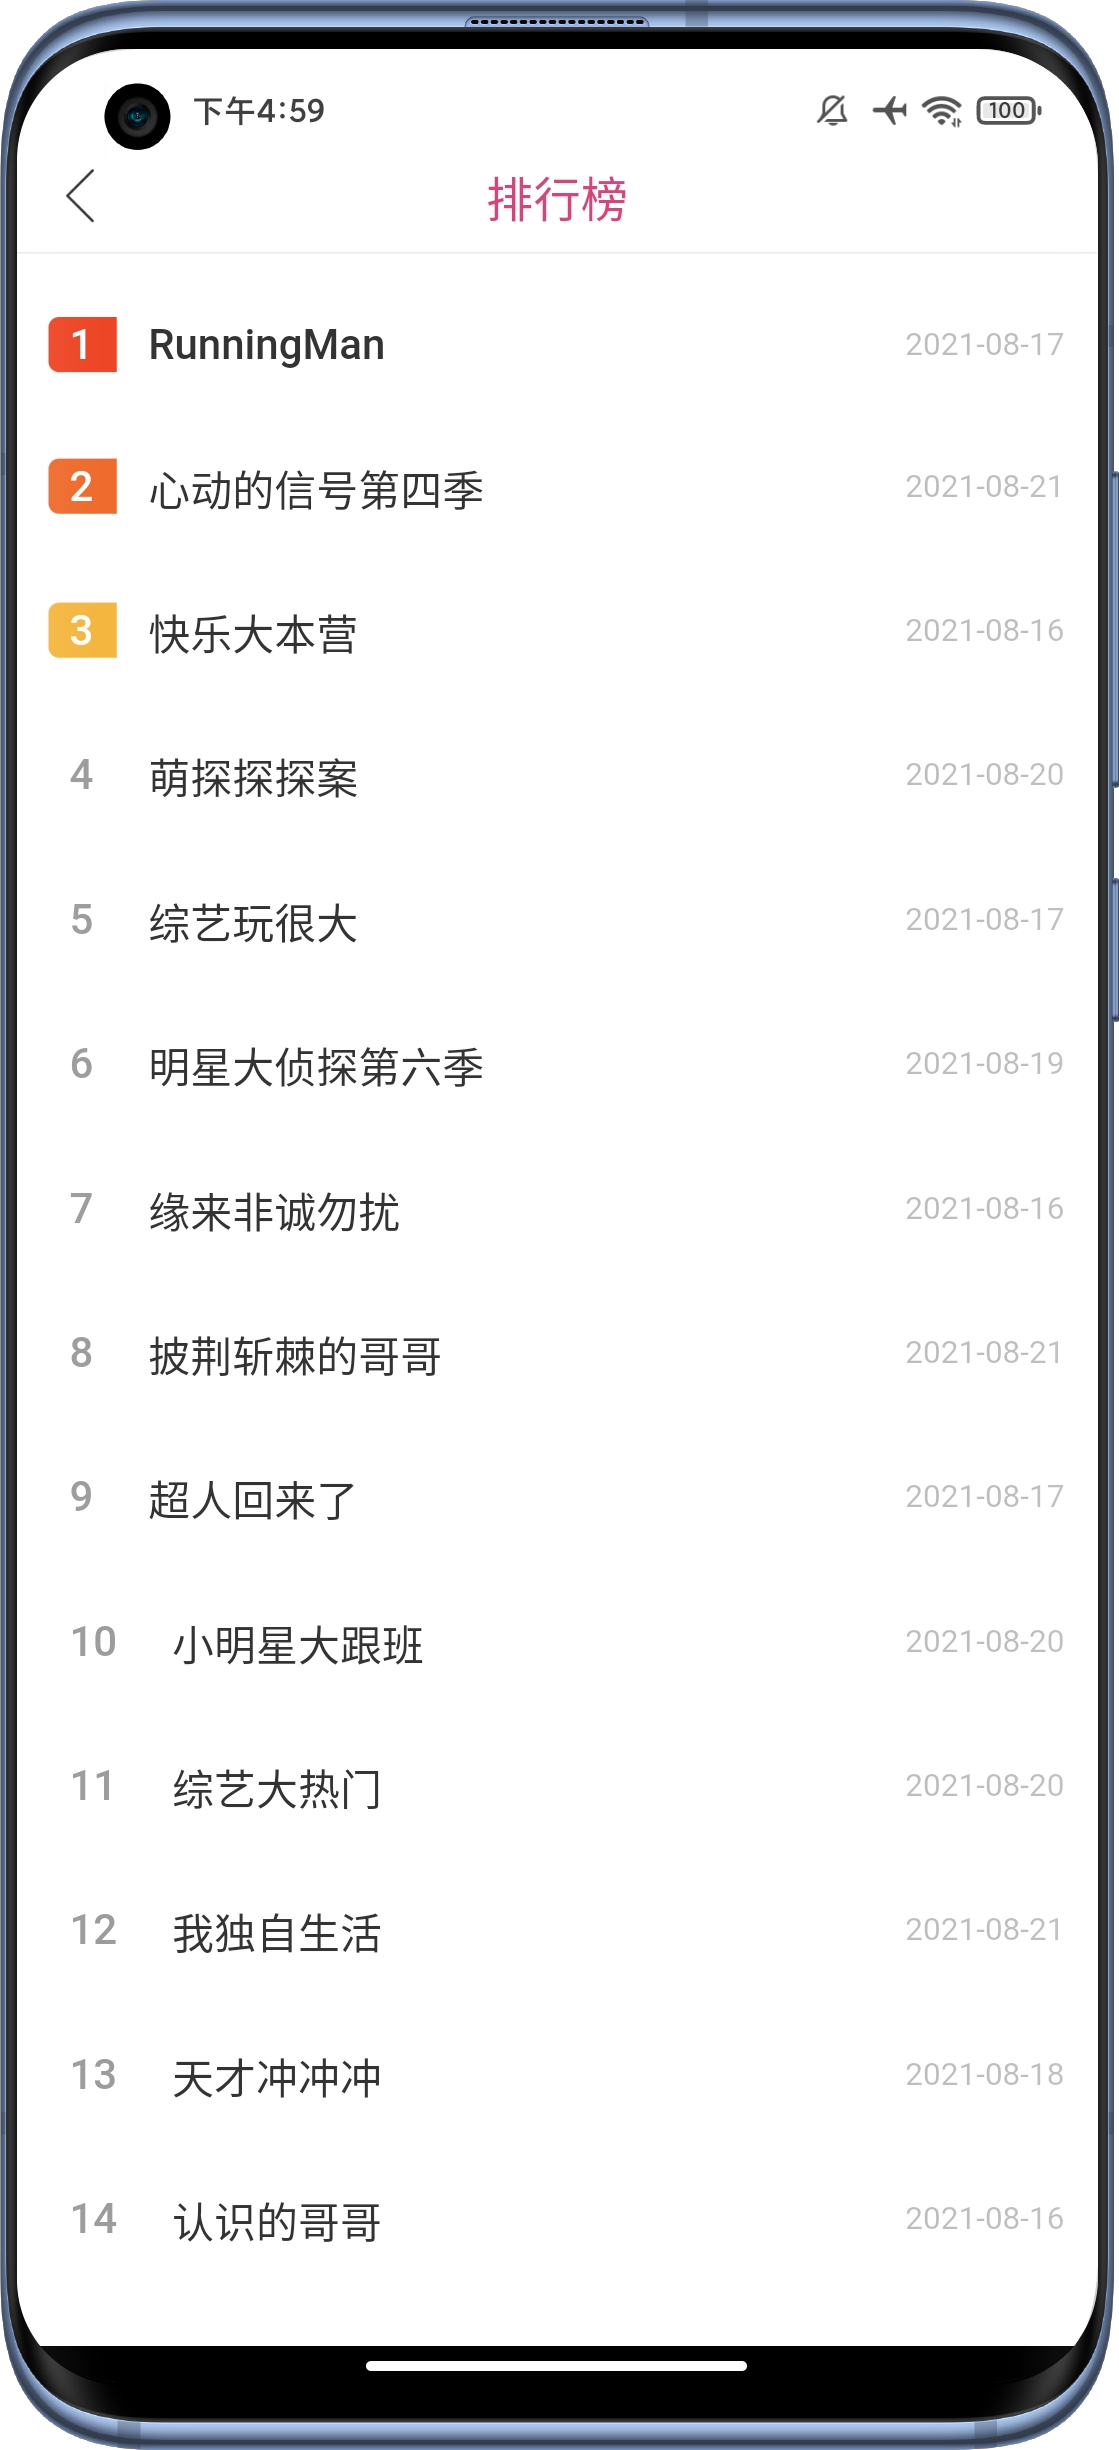 下午4:59
100
排行榜
1 RunningMan 2021-08-17
2 心动的信号第四季 2021-08-21
3 快乐大本营 2021-08-16
4 萌探探探案 2021-08-20
5 综艺玩很大 2021-08-17
6 明星大侦探第六季 2021-08-19
7 缘来非诚勿扰 2021-08-16
8 披荆斩棘的哥哥 2021-08-21
9 超人回来了 2021-08-17
10 小明星大跟班 2021-08-20
11 综艺大热门 2021-08-20
12 我独自生活 2021-08-21
13 天才冲冲冲 2021-08-18
14 认识的哥哥 2021-08-16